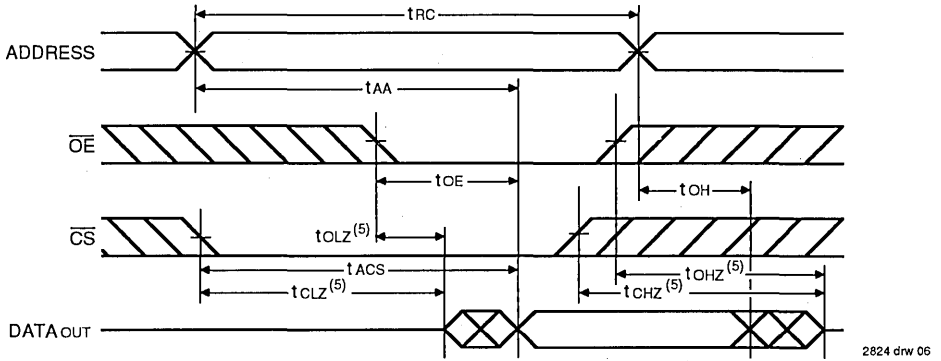 tRC
ADDRESS
tAA
OE
tOE
tOH
CS
tOLZ(5)
tACS
tOHZ(5)
tCLZ(5)
tCHZ(5)
DATAOUT
2824 drw 06